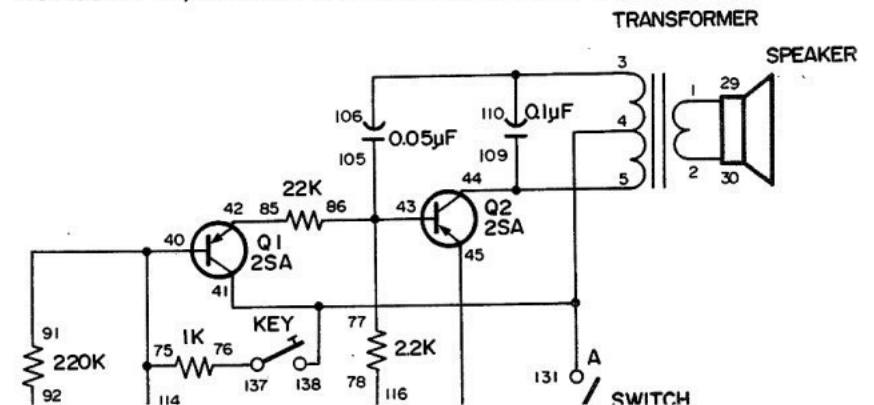 TRANSFORMER
SPEAKER
3
1
29
106
110
0.1µF
4
0.05µF
105
109
2
30
22K
44
5
42
85
86
43
Q2
2SA
40
Q1
2SA
45
41
KEY
77
91
1K
75
76
2.2K
A
220K
137
138
78
131
92
114
116
SWITCH